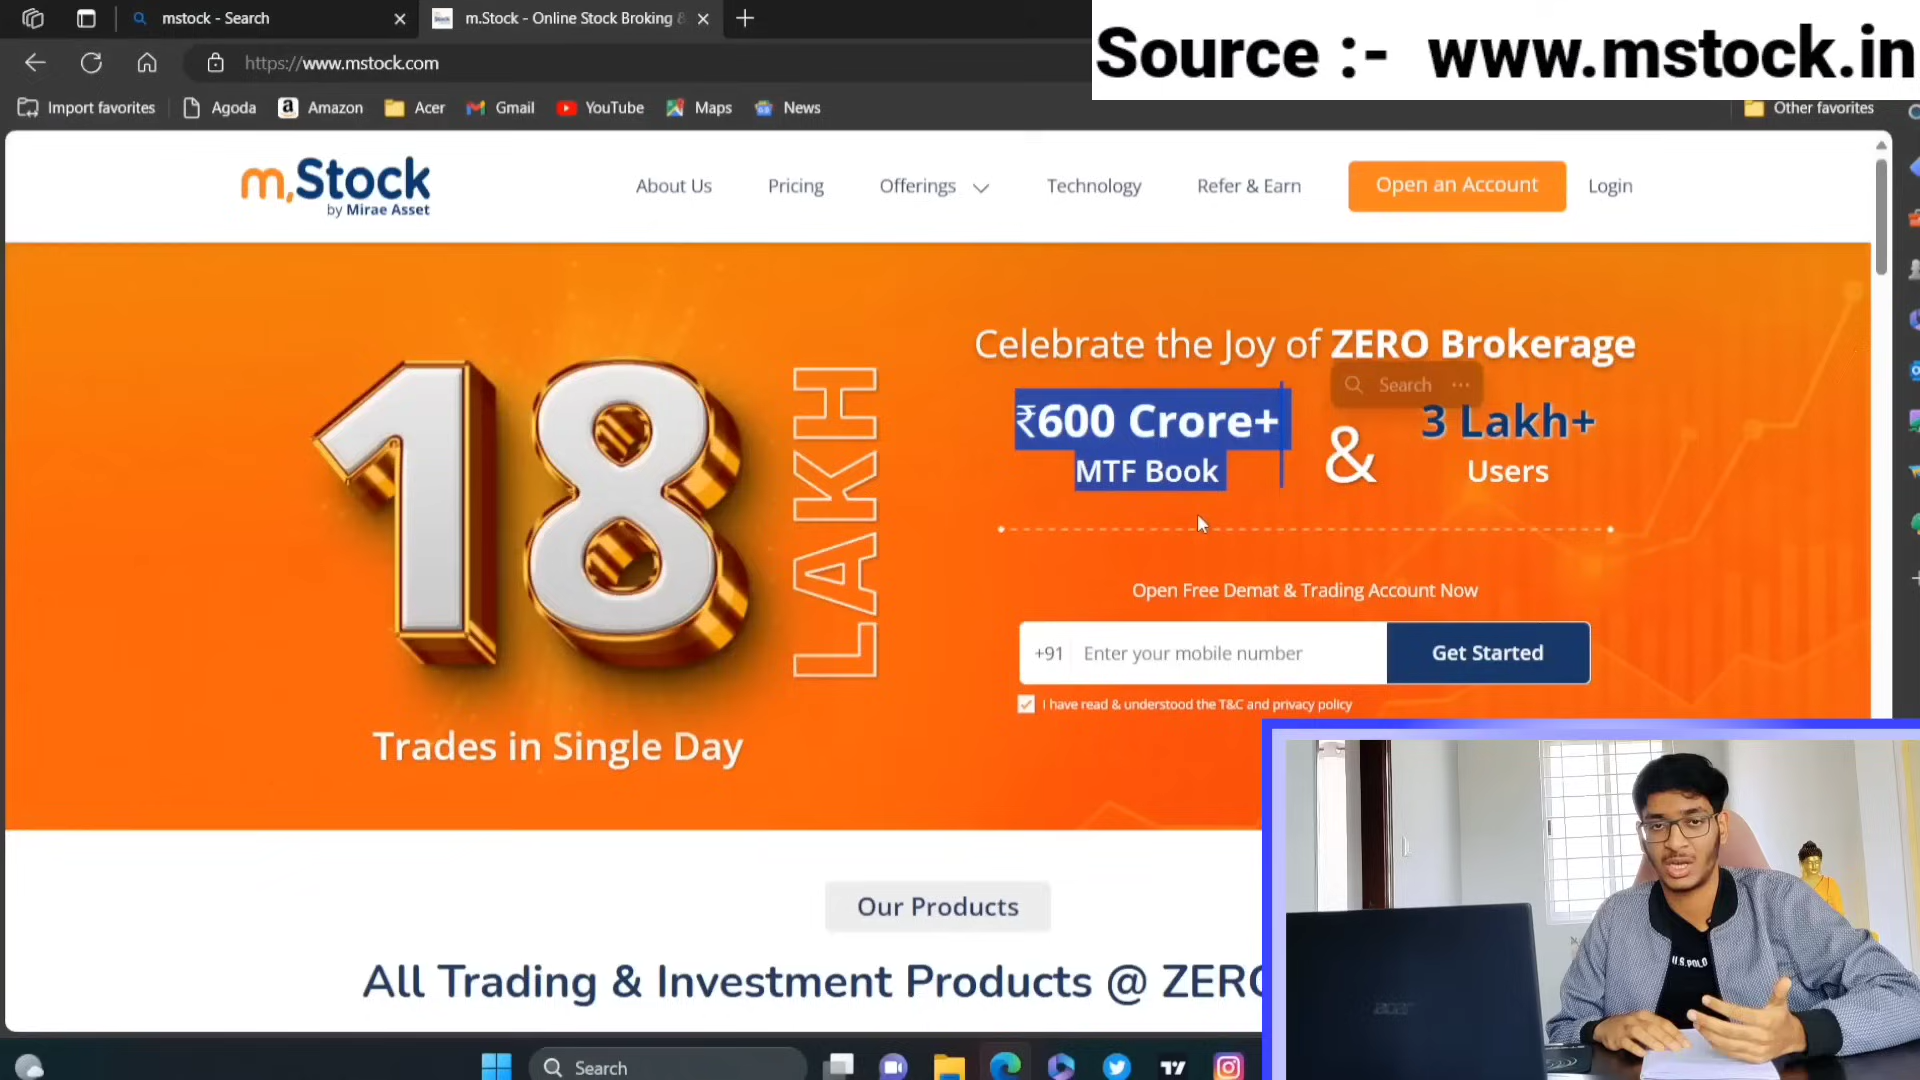 mstock - Search
m.Stock - Online Stock Broking &
Source :- www.mstock.in
https://www.mstock.com
Import favorites
Agoda
Amazon
Acer
Gmail
YouTube
Maps
News
Other favorites
m.Stock
by Mirae Asset
About Us
Pricing
Offerings
Technology
Refer & Earn
Open an Account
Login
18
LAKH
Trades in Single Day
Celebrate the Joy of ZERO Brokerage
Search
₹600 Crore+
MTF Book
&
3 Lakh+
Users
Open Free Demat & Trading Account Now
+91
Enter your mobile number
Get Started
I have read & understood the T&C and privacy policy
Our Products
All Trading & Investment Products @ ZERO
U.S.POLO
acer
Search